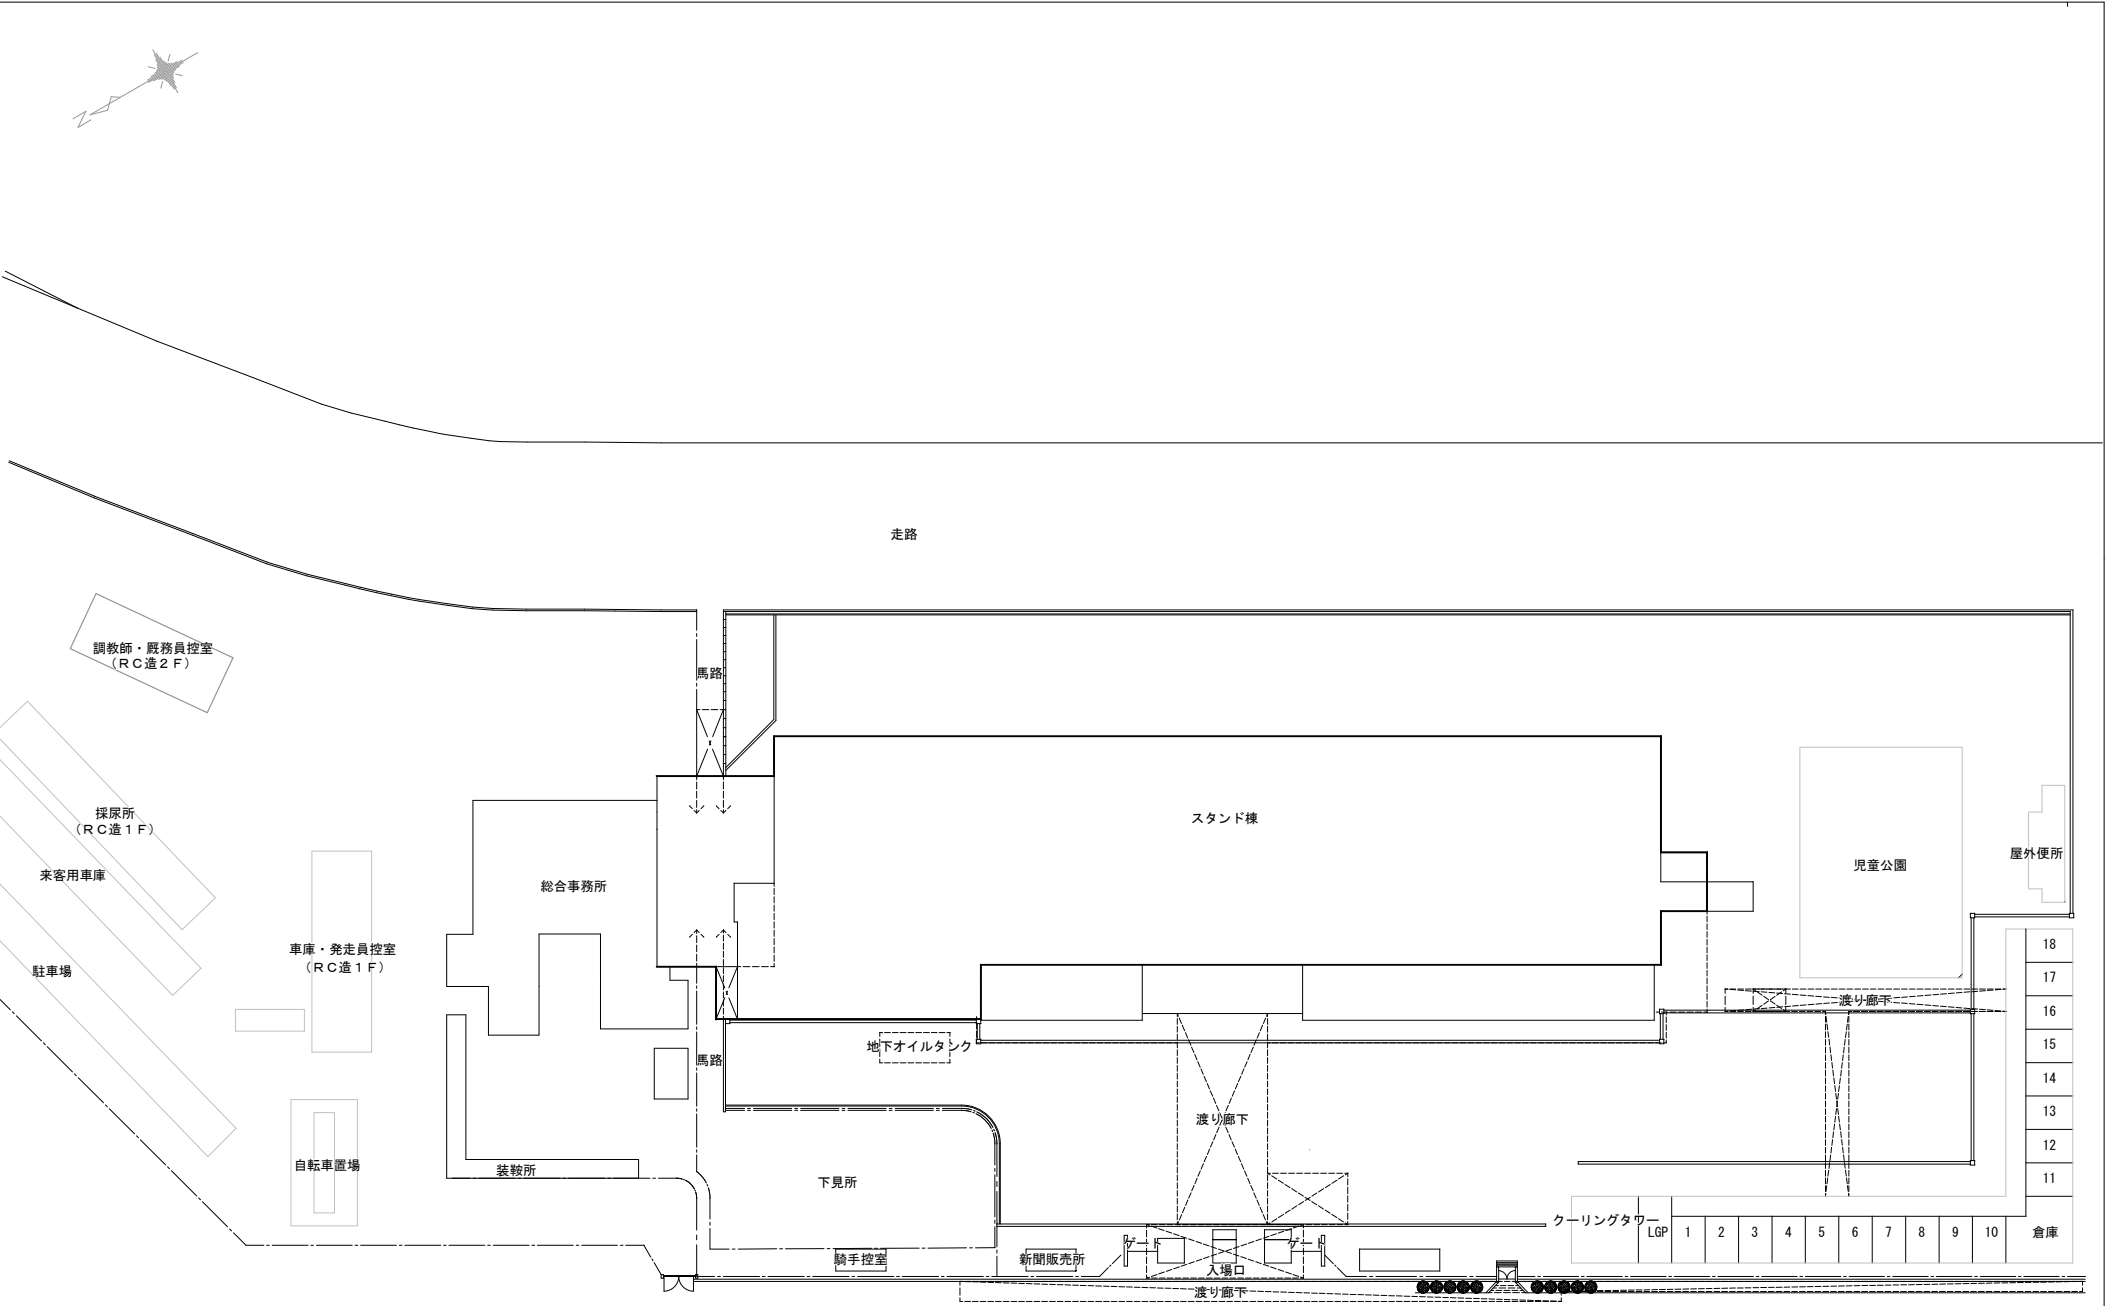 N
走路
調教師・厩務員控室
（ＲＣ造２Ｆ）
馬路
採尿所
（ＲＣ造１Ｆ）
スタンド棟
来客用車庫
総合事務所
児童公園
屋外便所
車庫・発走員控室
（ＲＣ造１Ｆ）
駐車場
18
17
渡り廊下
16
地下オイルタンク
15
馬路
14
13
渡り廊下
12
自転車置場
装鞍所
下見所
11
クーリングタワー
LGP
1
2
3
4
5
6
7
8
9
10
倉庫
騎手控室
新聞販売所
ゲート
ゲート
入場口
渡り廊下